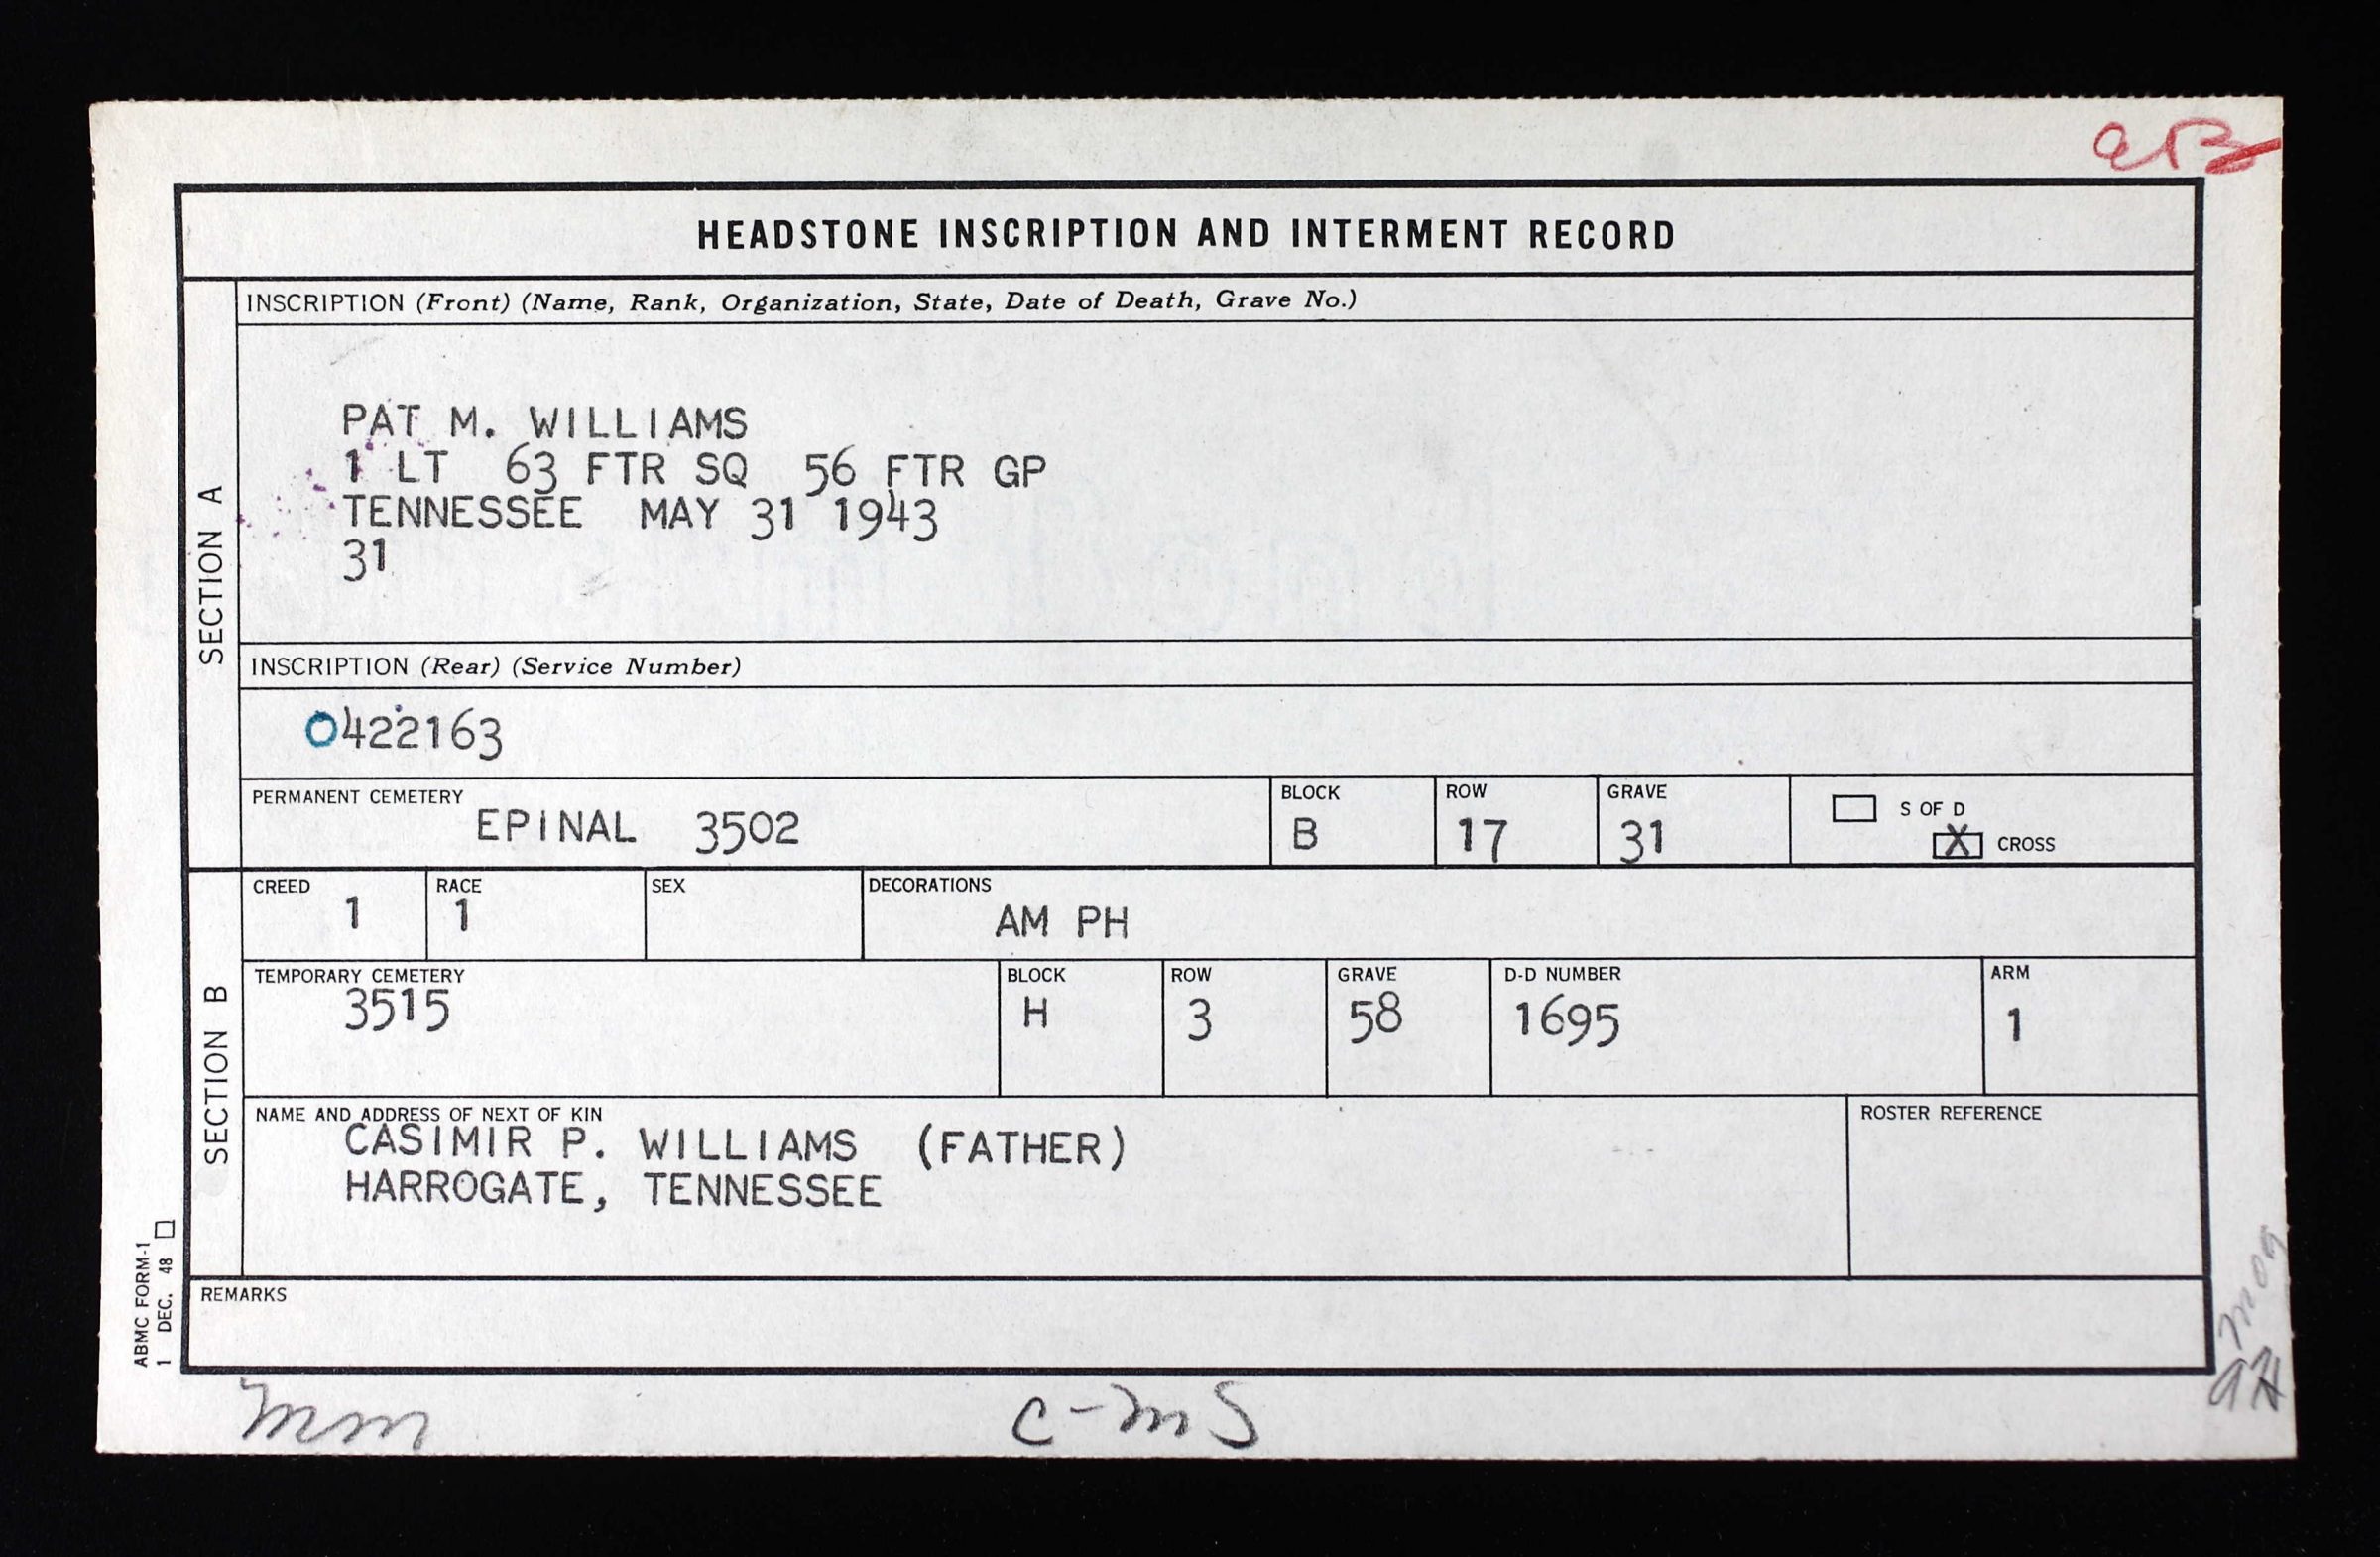 HEADSTONE INSCRIPTION AND INTERMENT RECORD
SECTION A
INSCRIPTION (Front) (Name, Rank, Organization, State, Date of Death, Grave No.)
PAT M. WILLIAMS
1 LT 63 FTR SQ 56 FTR GP
TENNESSEE MAY 31 1943
31
INSCRIPTION (Rear) (Service Number)
O422163
PERMANENT CEMETERY
EPINAL 3502
BLOCK
B
ROW
17
GRAVE
31
S OF D
X CROSS
SECTION B
CREED
1
RACE
1
SEX
DECORATIONS
AM PH
TEMPORARY CEMETERY
3515
BLOCK
H
ROW
3
GRAVE
58
D-D NUMBER
1695
ARM
1
NAME AND ADDRESS OF NEXT OF KIN
CASIMIR P. WILLIAMS (FATHER)
HARROGATE, TENNESSEE
ROSTER REFERENCE
REMARKS
ABMC FORM-1
1 DEC. 48
mm
C-mS